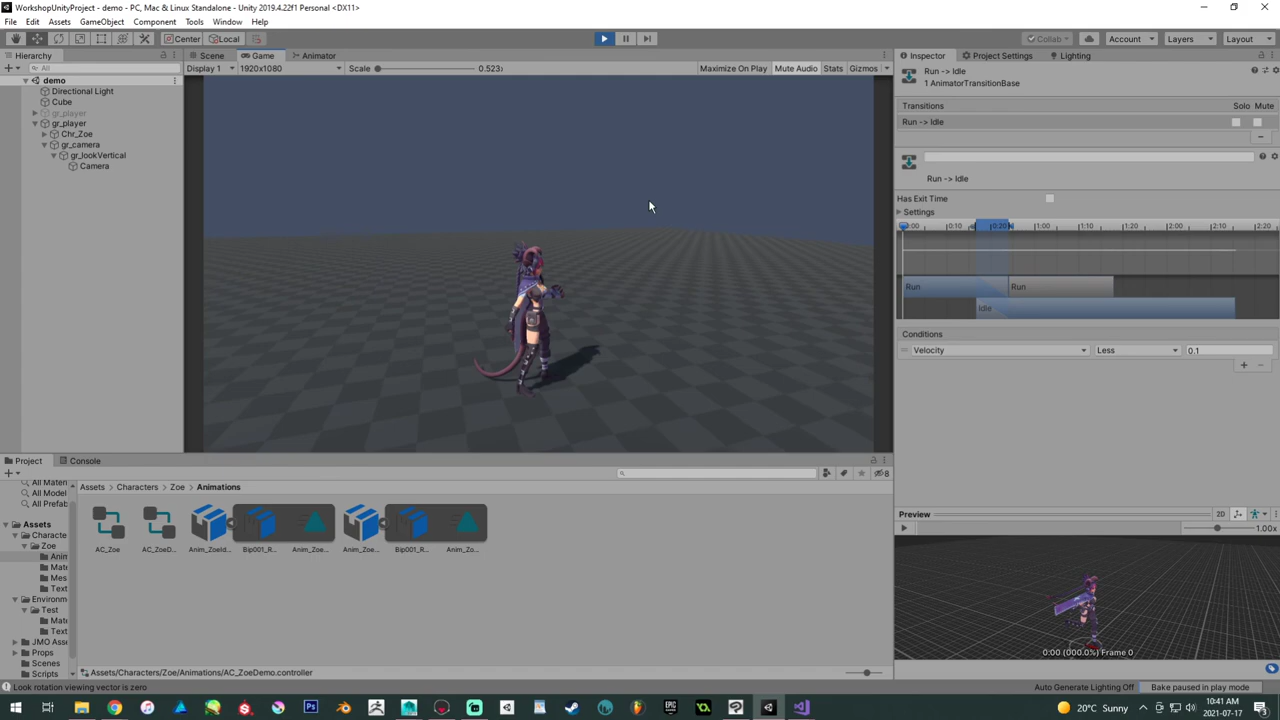 WorkshopUnityProject - demo - PC, Mac & Linux Standalone - Unity 2019.4.22f1 Personal <DX11>
File Edit Assets GameObject Component Tools Window Help
Center Local Collab Account Layers Layout
Hierarchy Scene Game Animator Inspector Project Settings Lighting
All Display 1 1920x1080 Scale 0.523 Maximize On Play Mute Audio Stats Gizmos
Run -> Idle
1 AnimatorTransitionBase
demo
Directional Light
Cube
gr_player
gr_player
Chr_Zoe
gr_camera
gr_lookVertical
Camera
Transitions Solo Mute
Run -> Idle
Run -> Idle
Has Exit Time
Settings
:00 0:10 0:20 1:00 1:10 1:20 2:00 2:10 2:20
Run Run
Idle
Conditions
Velocity Less 0.1
Project Console
8
All Materi
All Model
All Prefab
Assets
Characte
Zoe
Anim
Mate
Mes
Text
Environm
Test
Mate
Text
JMO Asse
Props
Scenes
Scripts
Assets > Characters > Zoe > Animations
AC_Zoe AC_ZoeD... Anim_ZoeId... Bip001_R... Anim_Zoe... Anim_Zoe... Bip001_R... Anim_Zo...
Assets/Characters/Zoe/Animations/AC_ZoeDemo.controller
Preview 2D
1.00x
0:00 (000.0%) Frame 0
Look rotation viewing vector is zero
Auto Generate Lighting Off Bake paused in play mode
Ps
20°C Sunny
10:41 AM
2021-07-17
3